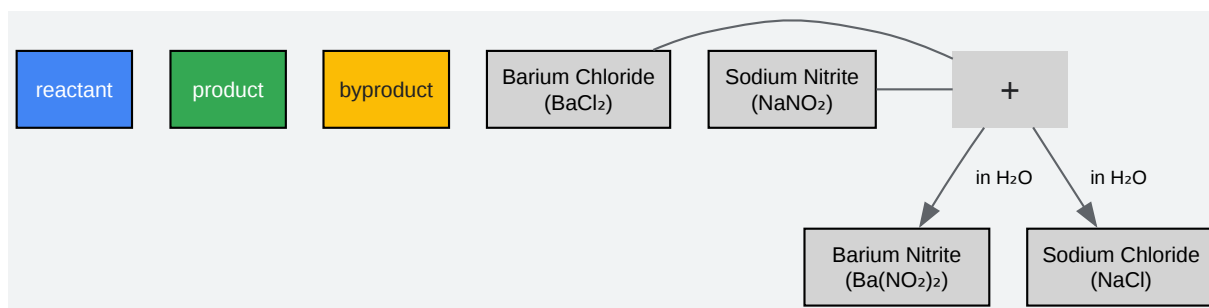 reactant
product
byproduct
Barium Chloride
(BaCl₂)
Sodium Nitrite
(NaNO₂)
+
in H₂O
in H₂O
Barium Nitrite
(Ba(NO₂)₂)
Sodium Chloride
(NaCl)